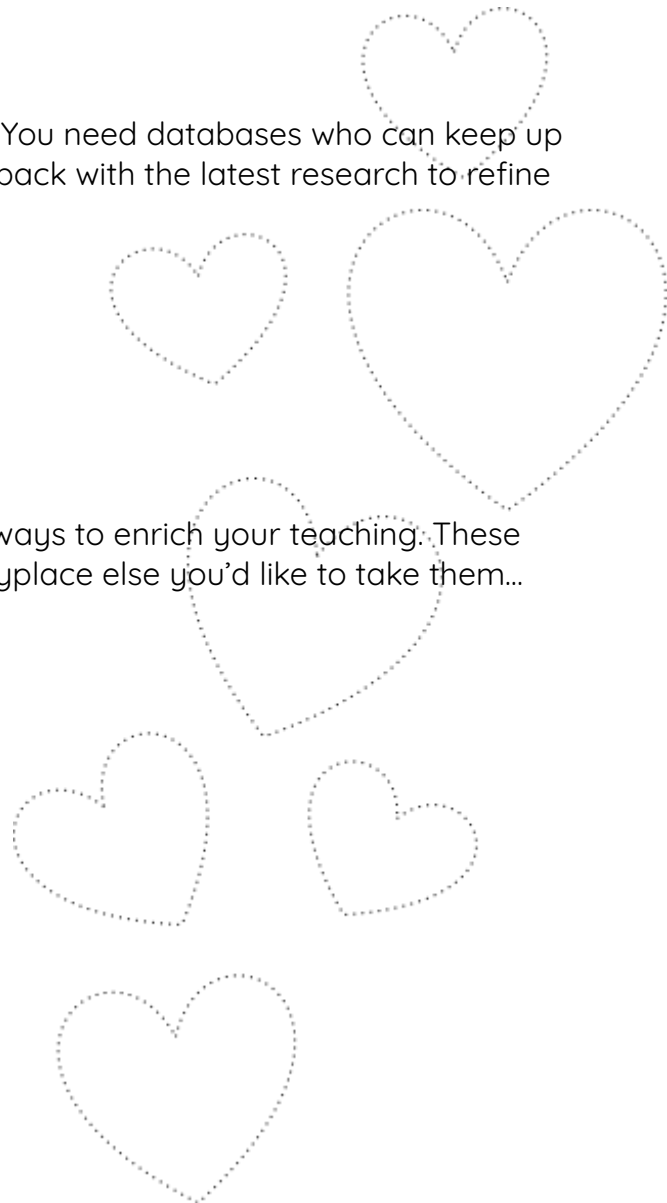 You need databases who can keep up
back with the latest research to refine
ways to enrich your teaching. These
yplace else you’d like to take them...